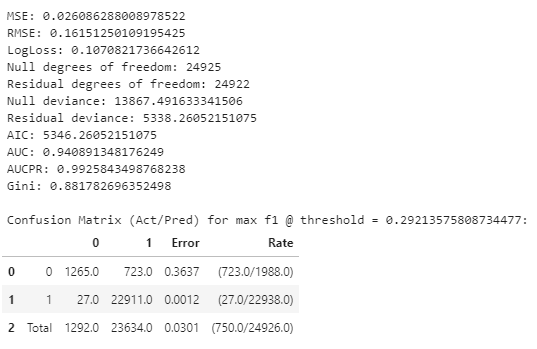 MSE: 0.026086288008978522
RMSE: 0.16151250109195425
LogLoss: 0.1070821736642612
Null degrees of freedom: 24925
Residual degrees of freedom: 24922
Null deviance: 13867.491633341506
Residual deviance: 5338.26052151075
AIC: 5346.26052151075
AUC: 0.940891348176249
AUCPR: 0.9925843498768238
Gini: 0.881782696352498
Confusion Matrix (Act/Pred) for max f1 @ threshold = 0.29213575808734477:
0 1 Error Rate
0 0 1265.0 723.0 0.3637 (723.0/1988.0)
1 1 27.0 22911.0 0.0012 (27.0/22938.0)
2 Total 1292.0 23634.0 0.0301 (750.0/24926.0)